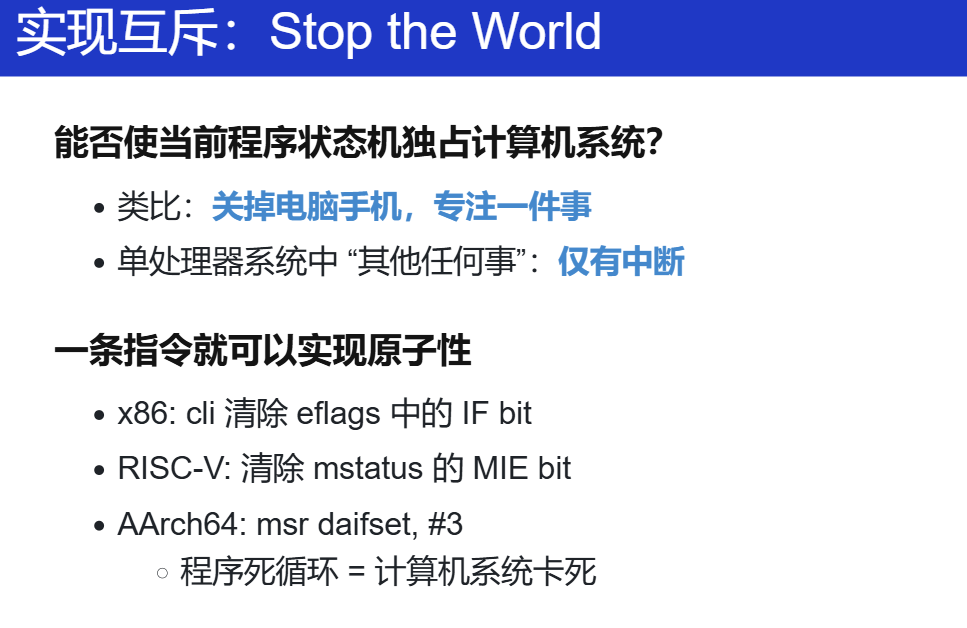 实现互斥：Stop the World
能否使当前程序状态机独占计算机系统？
• 类比：关掉电脑手机，专注一件事
• 单处理器系统中 “其他任何事”：仅有中断
一条指令就可以实现原子性
• x86: cli 清除 eflags 中的 IF bit
• RISC-V: 清除 mstatus 的 MIE bit
• AArch64: msr daifset, #3
○ 程序死循环 = 计算机系统卡死